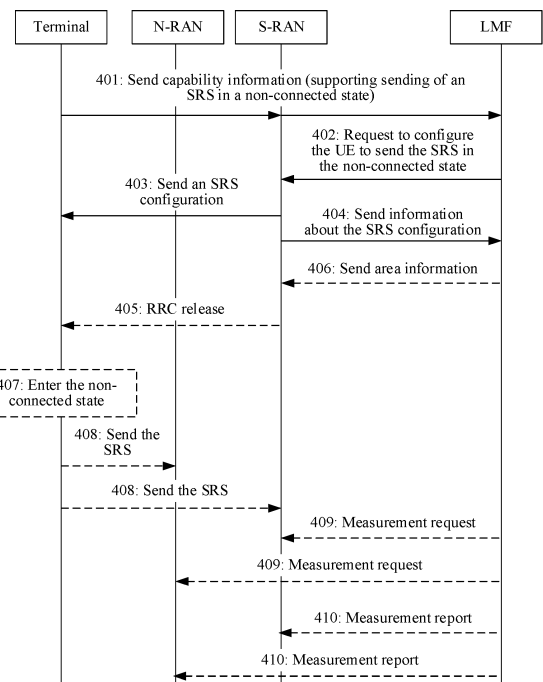 Terminal
N-RAN
S-RAN
LMF
401: Send capability information (supporting sending of an
SRS in a non-connected state)
402: Request to configure
the UE to send the SRS in
the non-connected state
403: Send an SRS
configuration
404: Send information
about the SRS configuration
406: Send area information
405: RRC release
407: Enter the non-
connected state
408: Send the
SRS
408: Send the SRS
409: Measurement request
409: Measurement request
410: Measurement report
410: Measurement report